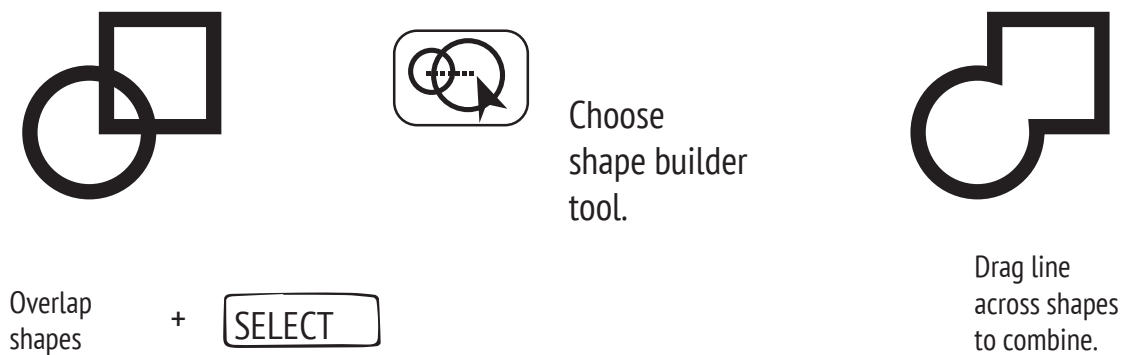 Overlap
shapes
+
SELECT
Choose
shape builder
tool.
Drag line
across shapes
to combine.